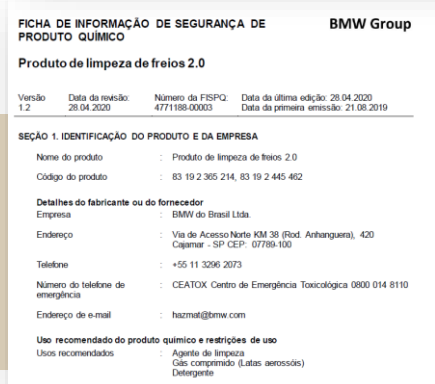 FICHA DE INFORMAÇÃO DE SEGURANÇA DE BMW Group
PRODUTO QUÍMICO
Produto de limpeza de freios 2.0
Versão Data da revisão: Número da FISPQ: Data da última edição: 28.04.2020
1.2 28.04.2020 4771188-00003 Data da primeira emissão: 21.08.2019
SEÇÃO 1. IDENTIFICAÇÃO DO PRODUTO E DA EMPRESA
Nome do produto : Produto de limpeza de freios 2.0
Código do produto : 83 19 2 365 214, 83 19 2 445 462
Detalhes do fabricante ou do fornecedor
Empresa : BMW do Brasil Ltda.
Endereço : Via de Acesso Norte KM 38 (Rod. Anhanguera), 420
Cajamar - SP CEP: 07789-100
Telefone : +55 11 3296 2073
Número do telefone de : CEATOX Centro de Emergência Toxicológica 0800 014 8110
emergência
Endereço de e-mail : hazmat@bmw.com
Uso recomendado do produto químico e restrições de uso
Usos recomendados : Agente de limpeza
Gás comprimido (Latas aerossóis)
Detergente